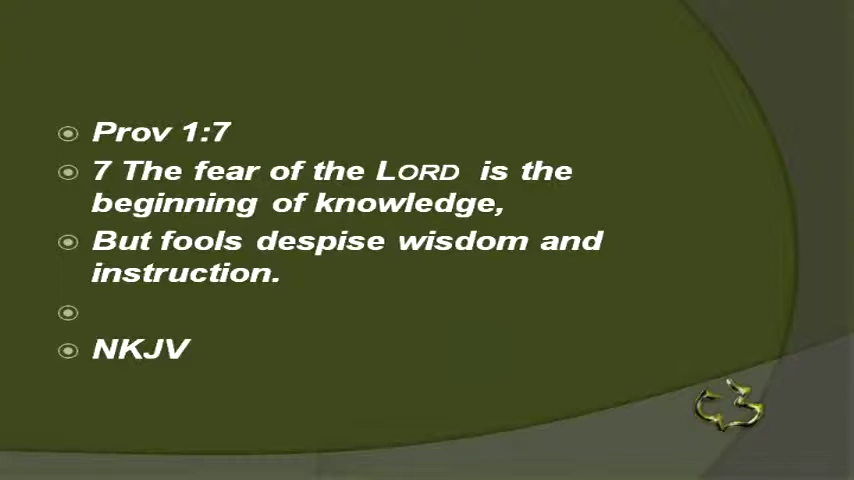 Prov 1:7
7 The fear of the LORD is the
beginning of knowledge,
But fools despise wisdom and
instruction.
NKJV